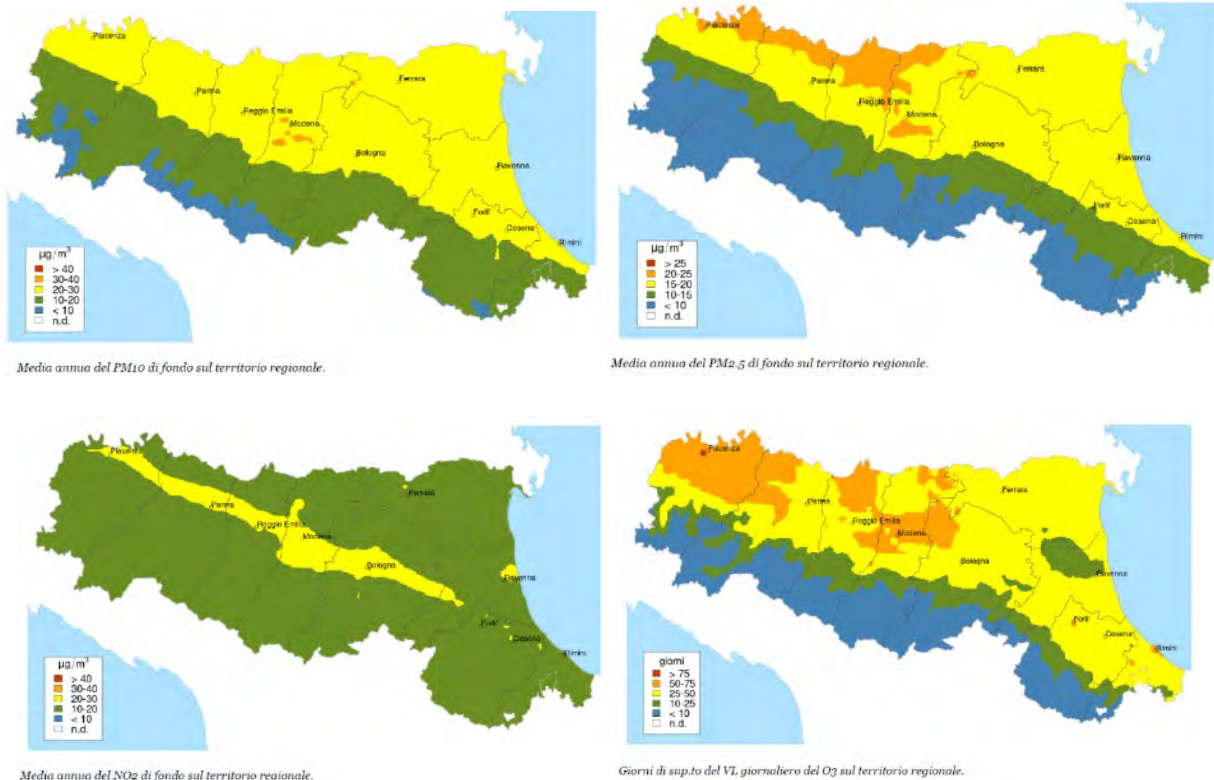 Piacenza
Ferrara
Parma
Reggio Emilia
Modena
Bologna
Ravenna
Forlì
Cesena
Rimini
µg/m³
> 40
30-40
20-30
10-20
< 10
n.d.
Media annua del PM10 di fondo sul territorio regionale.
Piacenza
Ferrara
Parma
Reggio Emilia
Modena
Bologna
Ravenna
Forlì
Cesena
Rimini
µg/m³
> 25
20-25
15-20
10-15
< 10
n.d.
Media annua del PM2.5 di fondo sul territorio regionale.
Piacenza
Ferrara
Parma
Reggio Emilia
Modena
Bologna
Ravenna
Forlì
Cesena
Rimini
µg/m³
> 40
30-40
20-30
10-20
< 10
n.d.
Media annua del NO2 di fondo sul territorio regionale.
Piacenza
Ferrara
Parma
Reggio Emilia
Modena
Bologna
Ravenna
Forlì
Cesena
Rimini
giorni
> 75
50-75
25-50
10-25
< 10
n.d.
Giorni di sup.to del VL giornaliero del O3 sul territorio regionale.